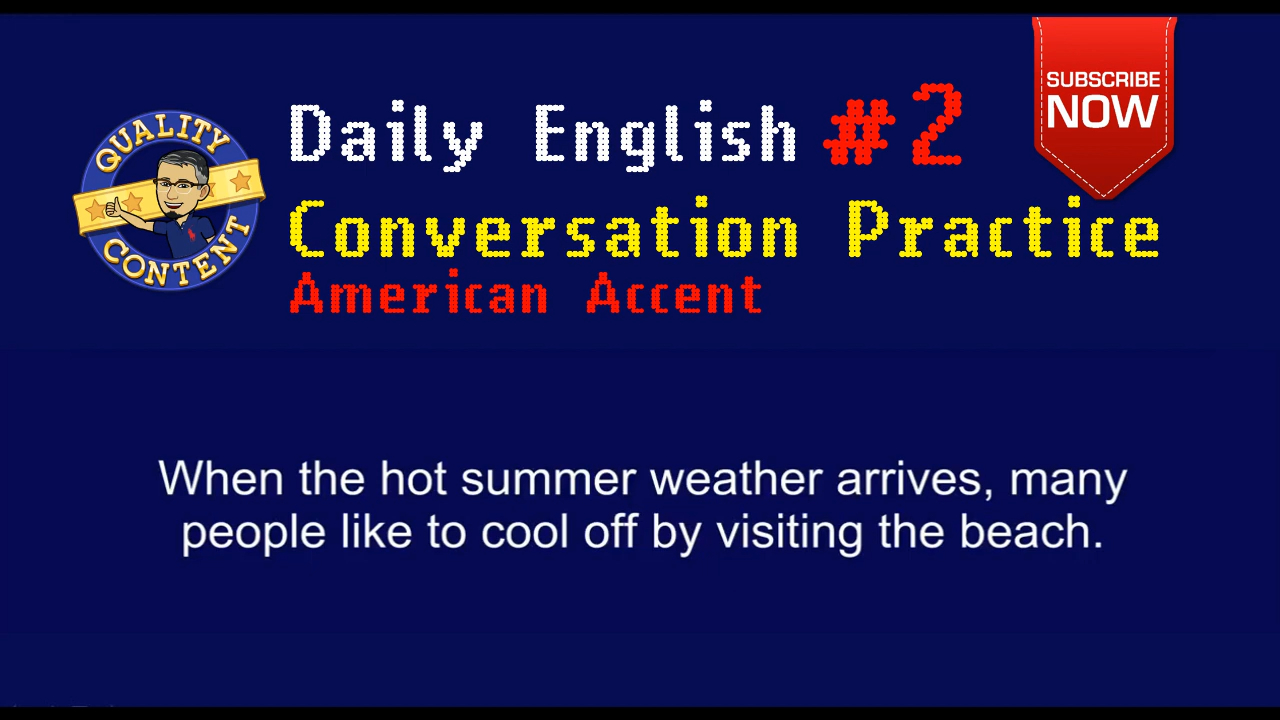 QUALITY
CONTENT
Daily English #2
Conversation Practice
American Accent
SUBSCRIBE
NOW
When the hot summer weather arrives, many
people like to cool off by visiting the beach.